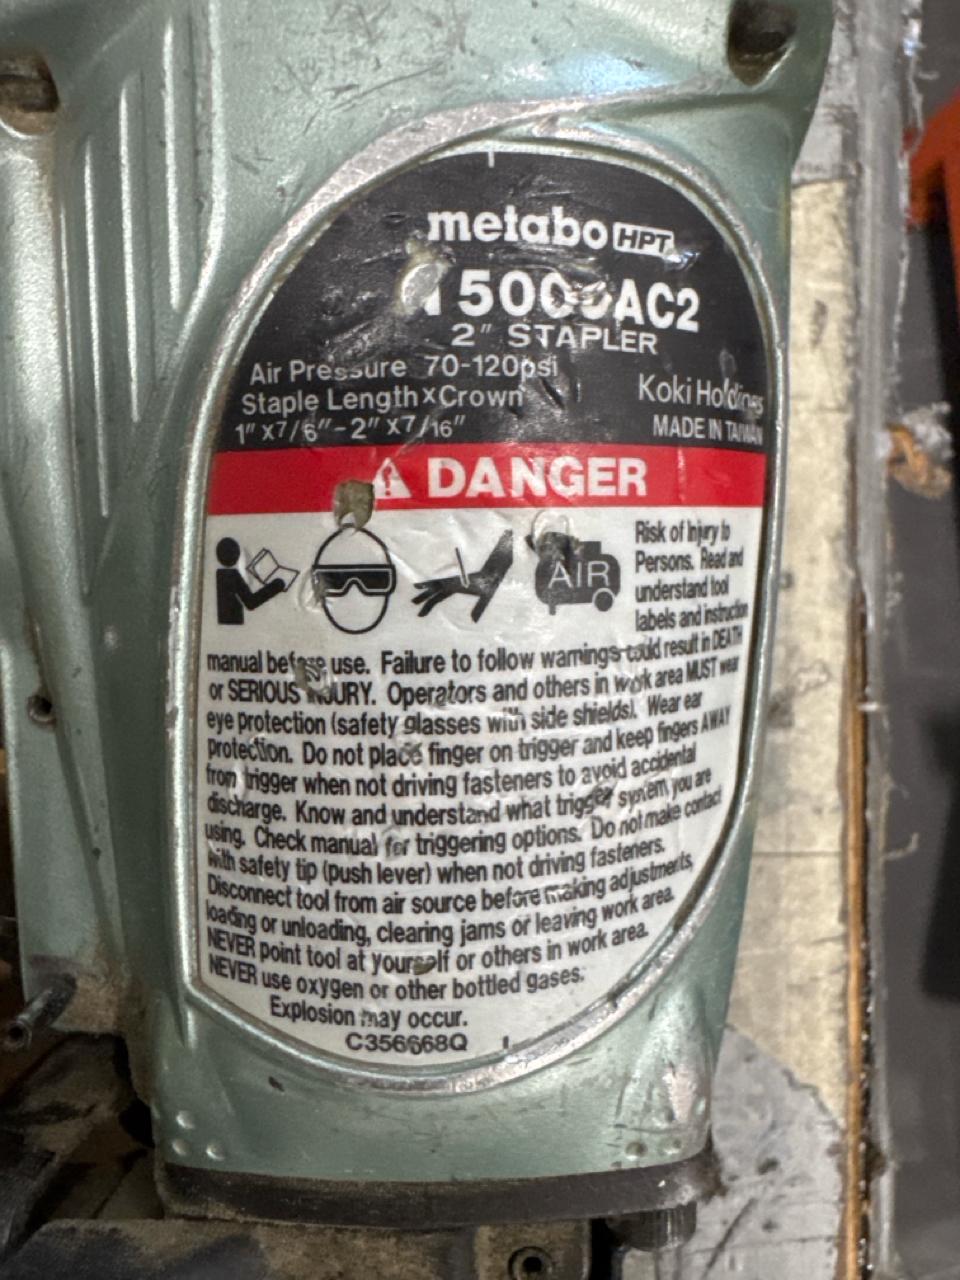 metabo HPT
5000AC2
2" STAPLER
Air Pressure 70-120psi
Staple Length x Crown
Koki Holdings
1" x 7/16" - 2" x 7/16"
MADE IN TAIWAN
DANGER
AIR
Risk of Injury to
Persons. Read and
understand tool
labels and instruction
manual before use. Failure to follow warnings could result in DEATH
or SERIOUS INJURY. Operators and others in work area MUST wear
eye protection (safety glasses with side shields). Wear ear
protection. Do not place finger on trigger and keep fingers AWAY
from trigger when not driving fasteners to avoid accidental
discharge. Know and understand what trigger system you are
using. Check manual for triggering options. Do not make contact
with safety tip (push lever) when not driving fasteners.
Disconnect tool from air source before making adjustments,
loading or unloading, clearing jams or leaving work area.
NEVER point tool at yourself or others in work area.
NEVER use oxygen or other bottled gases.
Explosion may occur.
C356668Q